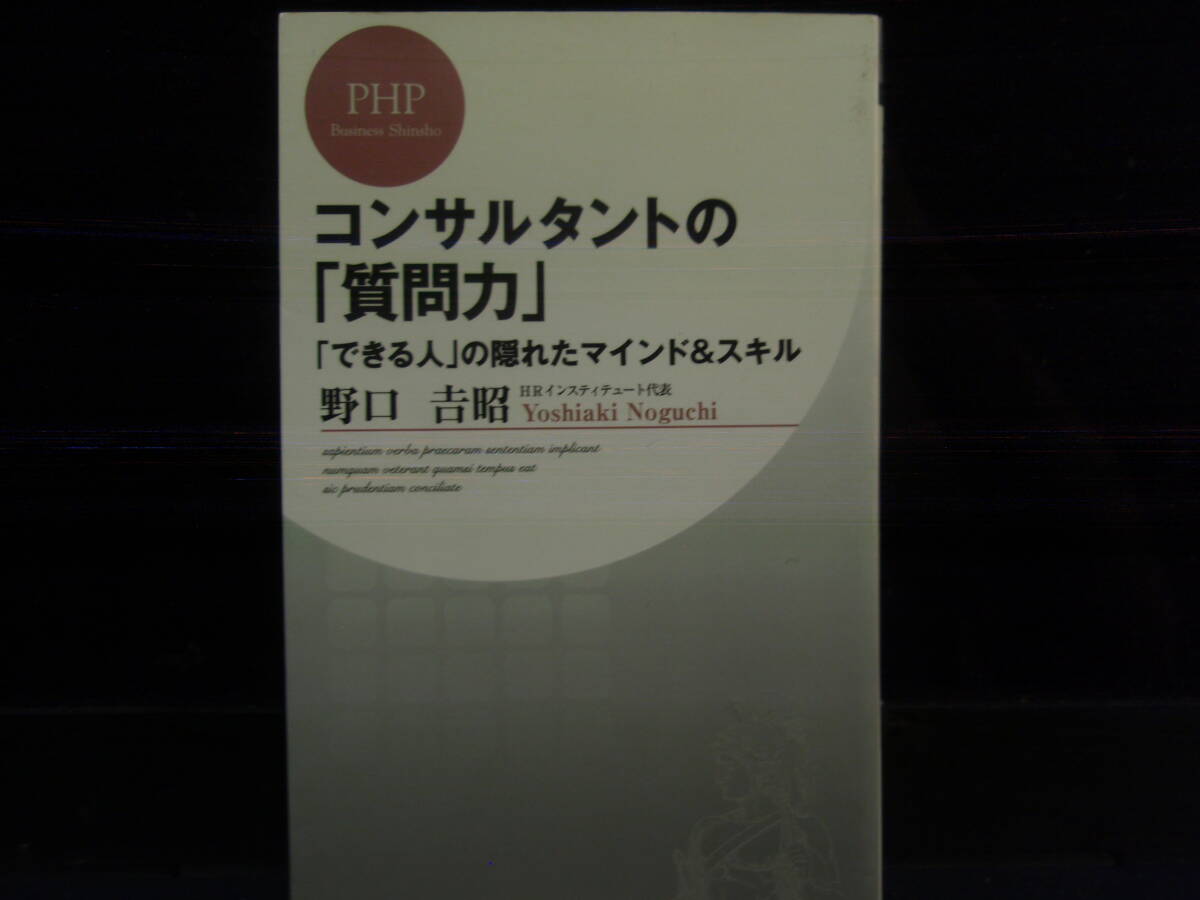 PHP
Business Shinsho
コンサルタントの
「質問力」
「できる人」の隠れたマインド&スキル
野口 𠮷昭 HRインスティテュート代表
Yoshiaki Noguchi
sapientium verba praecaram sententiam implicant
numquam veterant quamsi tempus eat
sic prudentiam conciliate